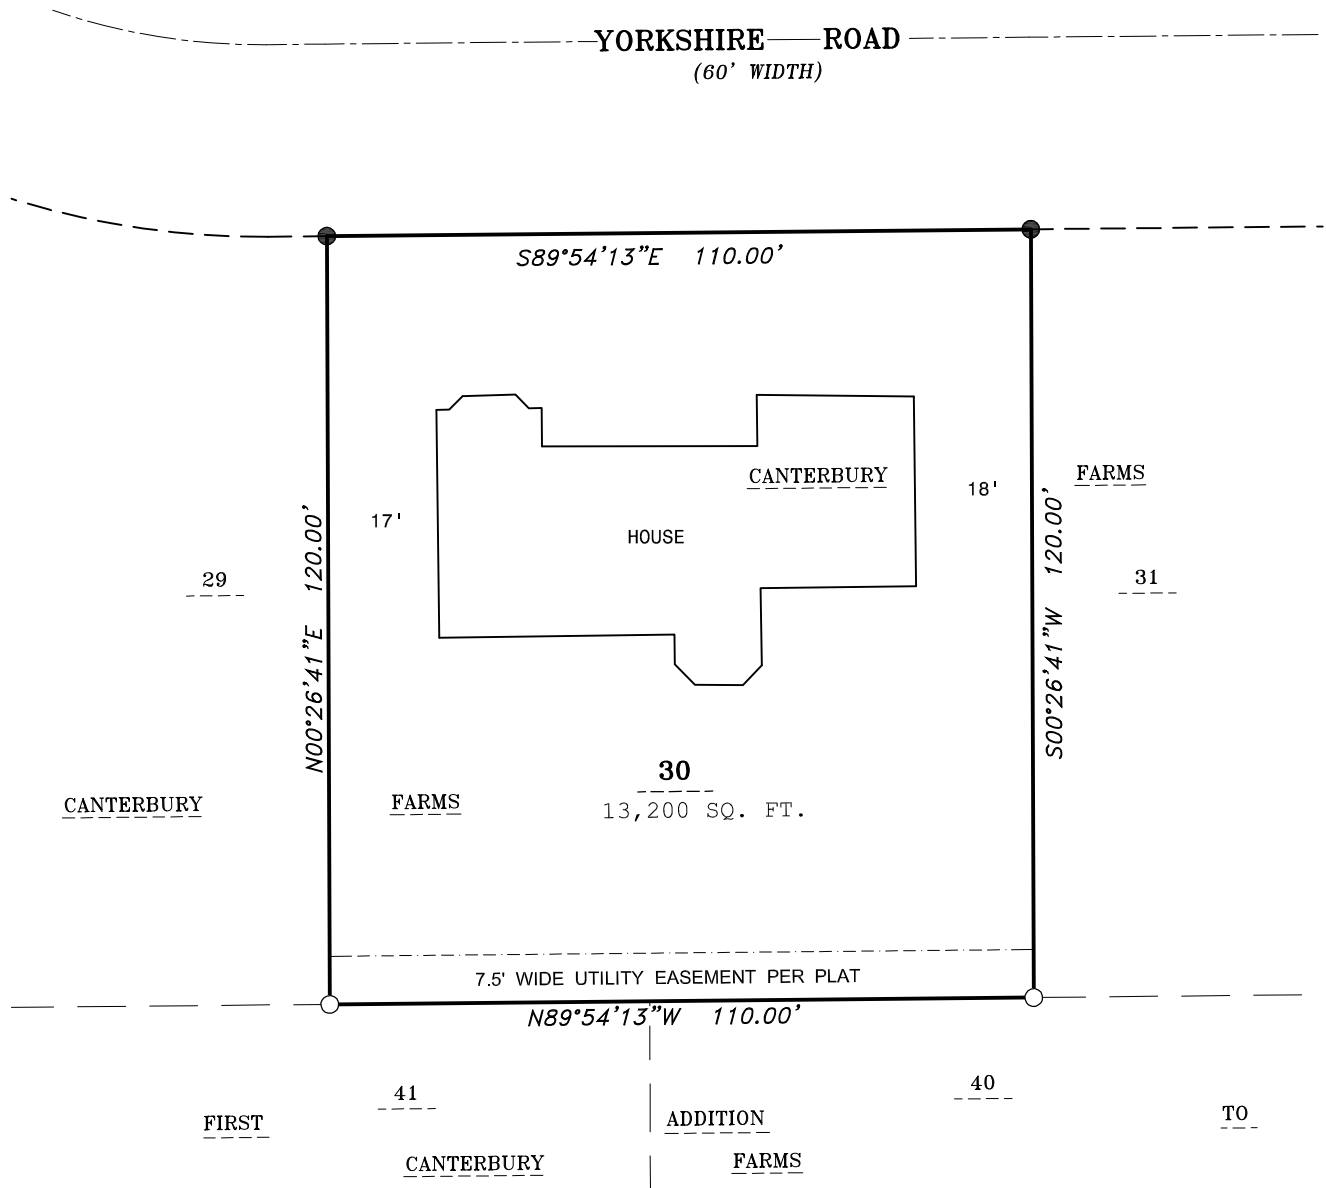 YORKSHIRE ROAD
(60' WIDTH)
S89°54'13"E 110.00'
CANTERBURY
FARMS
18'
17'
HOUSE
N00°26'41"E 120.00'
S00°26'41"W 120.00'
29
31
30
13,200 SQ. FT.
CANTERBURY
FARMS
7.5' WIDE UTILITY EASEMENT PER PLAT
N89°54'13"W 110.00'
41
40
FIRST
ADDITION
TO
CANTERBURY
FARMS